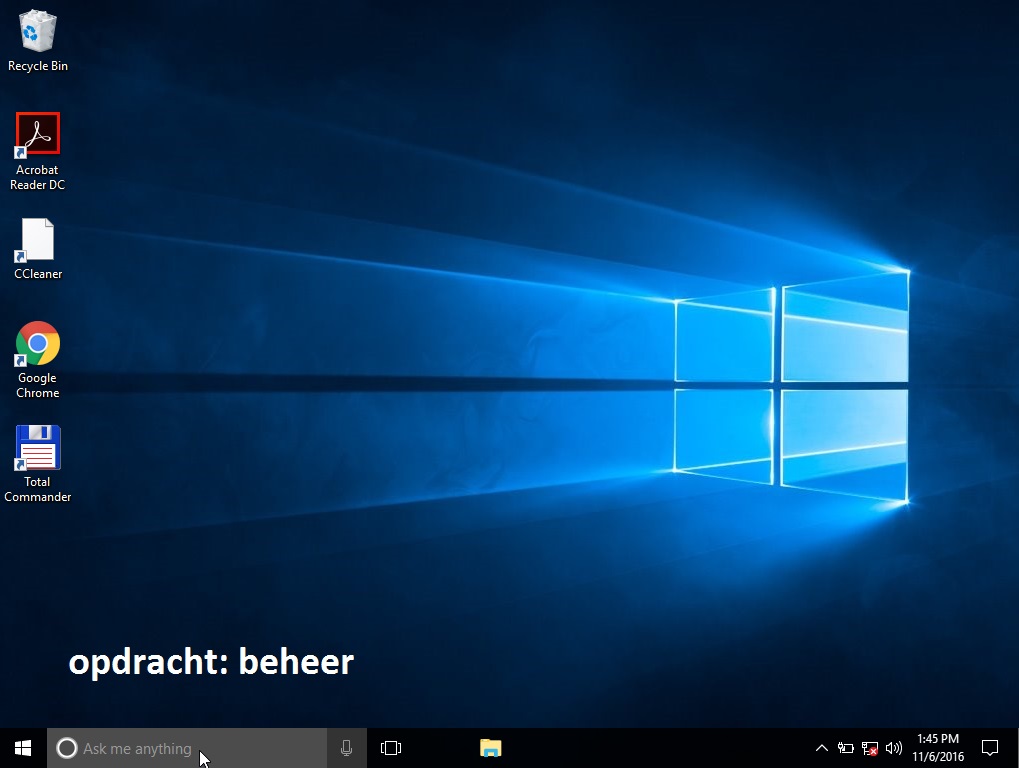 Recycle Bin
Acrobat
Reader DC
CCleaner
Google
Chrome
Total
Commander
opdracht: beheer
Ask me anything
1:45 PM
11/6/2016